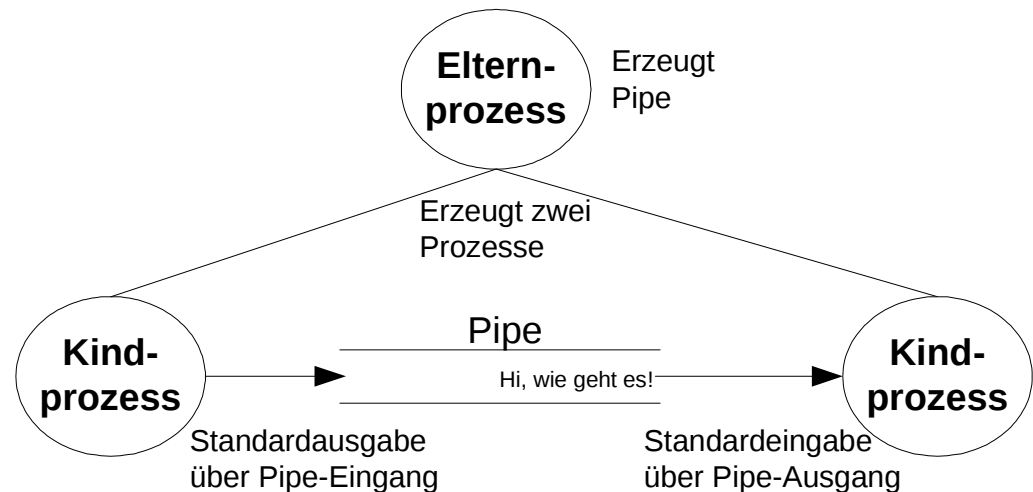 Eltern-
prozess
Erzeugt
Pipe
Erzeugt zwei
Prozesse
Kind-
prozess
Pipe
Hi, wie geht es!
Kind-
prozess
Standardausgabe
über Pipe-Eingang
Standardeingabe
über Pipe-Ausgang